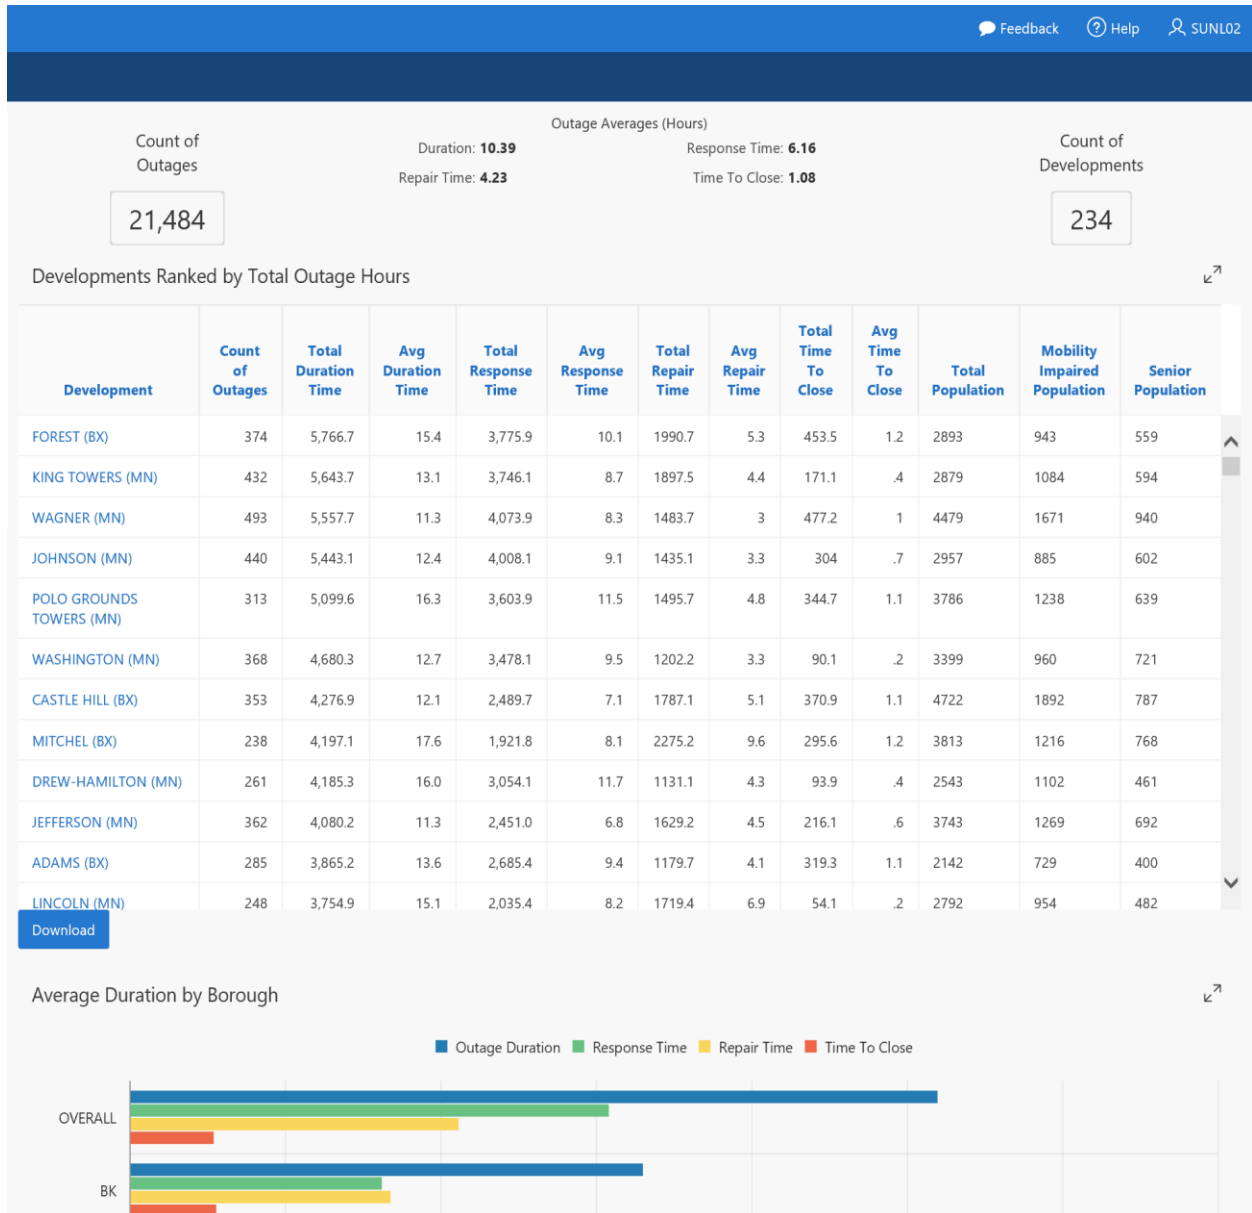 Feedback Help SUNL02
Outage Averages (Hours)
Count of
Outages
21,484
Duration: 10.39 Response Time: 6.16
Repair Time: 4.23 Time To Close: 1.08
Count of
Developments
234
Developments Ranked by Total Outage Hours
Development Count of Outages Total Duration Time Avg Duration Time Total Response Time Avg Response Time Total Repair Time Avg Repair Time Total Time To Close Avg Time To Close Total Population Mobility Impaired Population Senior Population
FOREST (BX) 374 5,766.7 15.4 3,775.9 10.1 1990.7 5.3 453.5 1.2 2893 943 559
KING TOWERS (MN) 432 5,643.7 13.1 3,746.1 8.7 1897.5 4.4 171.1 .4 2879 1084 594
WAGNER (MN) 493 5,557.7 11.3 4,073.9 8.3 1483.7 3 477.2 1 4479 1671 940
JOHNSON (MN) 440 5,443.1 12.4 4,008.1 9.1 1435.1 3.3 304 .7 2957 885 602
POLO GROUNDS TOWERS (MN) 313 5,099.6 16.3 3,603.9 11.5 1495.7 4.8 344.7 1.1 3786 1238 639
WASHINGTON (MN) 368 4,680.3 12.7 3,478.1 9.5 1202.2 3.3 90.1 .2 3399 960 721
CASTLE HILL (BX) 353 4,276.9 12.1 2,489.7 7.1 1787.1 5.1 370.9 1.1 4722 1892 787
MITCHEL (BX) 238 4,197.1 17.6 1,921.8 8.1 2275.2 9.6 295.6 1.2 3813 1216 768
DREW-HAMILTON (MN) 261 4,185.3 16.0 3,054.1 11.7 1131.1 4.3 93.9 .4 2543 1102 461
JEFFERSON (MN) 362 4,080.2 11.3 2,451.0 6.8 1629.2 4.5 216.1 .6 3743 1269 692
ADAMS (BX) 285 3,865.2 13.6 2,685.4 9.4 1179.7 4.1 319.3 1.1 2142 729 400
LINCOLN (MN) 248 3,754.9 15.1 2,035.4 8.2 1719.4 6.9 54.1 .2 2792 954 482
Download
Average Duration by Borough
Outage Duration Response Time Repair Time Time To Close
OVERALL
BK